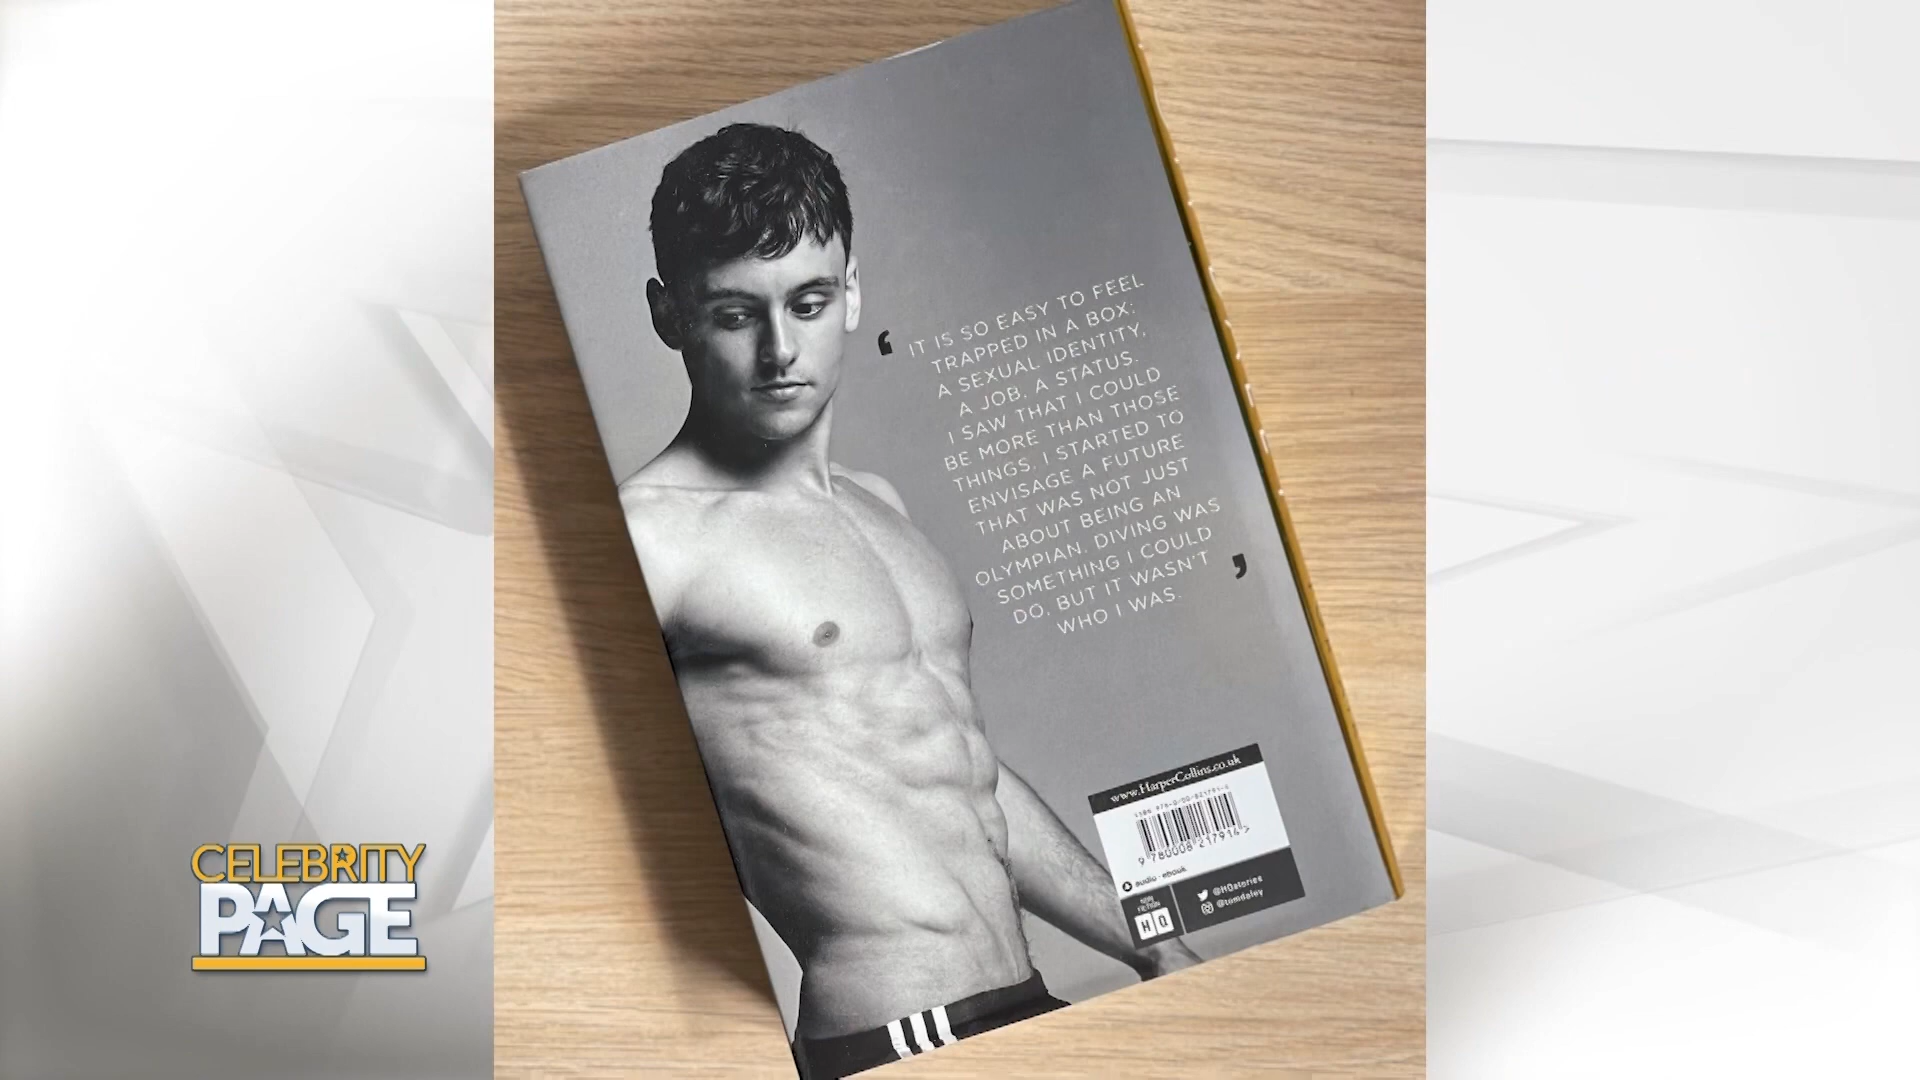 ‘ IT IS SO EASY TO FEEL
TRAPPED IN A BOX:
A SEXUAL IDENTITY,
A JOB, A STATUS.
I SAW THAT I COULD
BE MORE THAN THOSE
THINGS. I STARTED TO
ENVISAGE A FUTURE
THAT WAS NOT JUST
ABOUT BEING AN
OLYMPIAN. DIVING WAS
SOMETHING I COULD
DO, BUT IT WASN'T
WHO I WAS. ’
www.HarperCollins.co.uk
9 780008 217914 >
audio · ebook
NON
FICTION
HQ
@HQstories
@tomdaley
CELEBRITY
PAGE